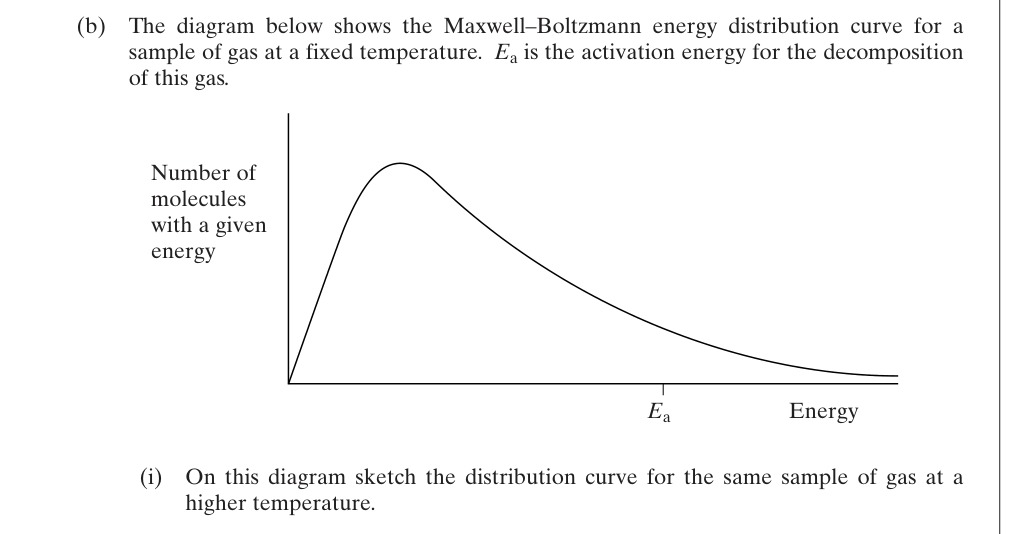 (b) The diagram below shows the Maxwell–Boltzmann energy distribution curve for a
sample of gas at a fixed temperature. Ea is the activation energy for the decomposition
of this gas.
Number of
molecules
with a given
energy
Ea
Energy
(i) On this diagram sketch the distribution curve for the same sample of gas at a
higher temperature.